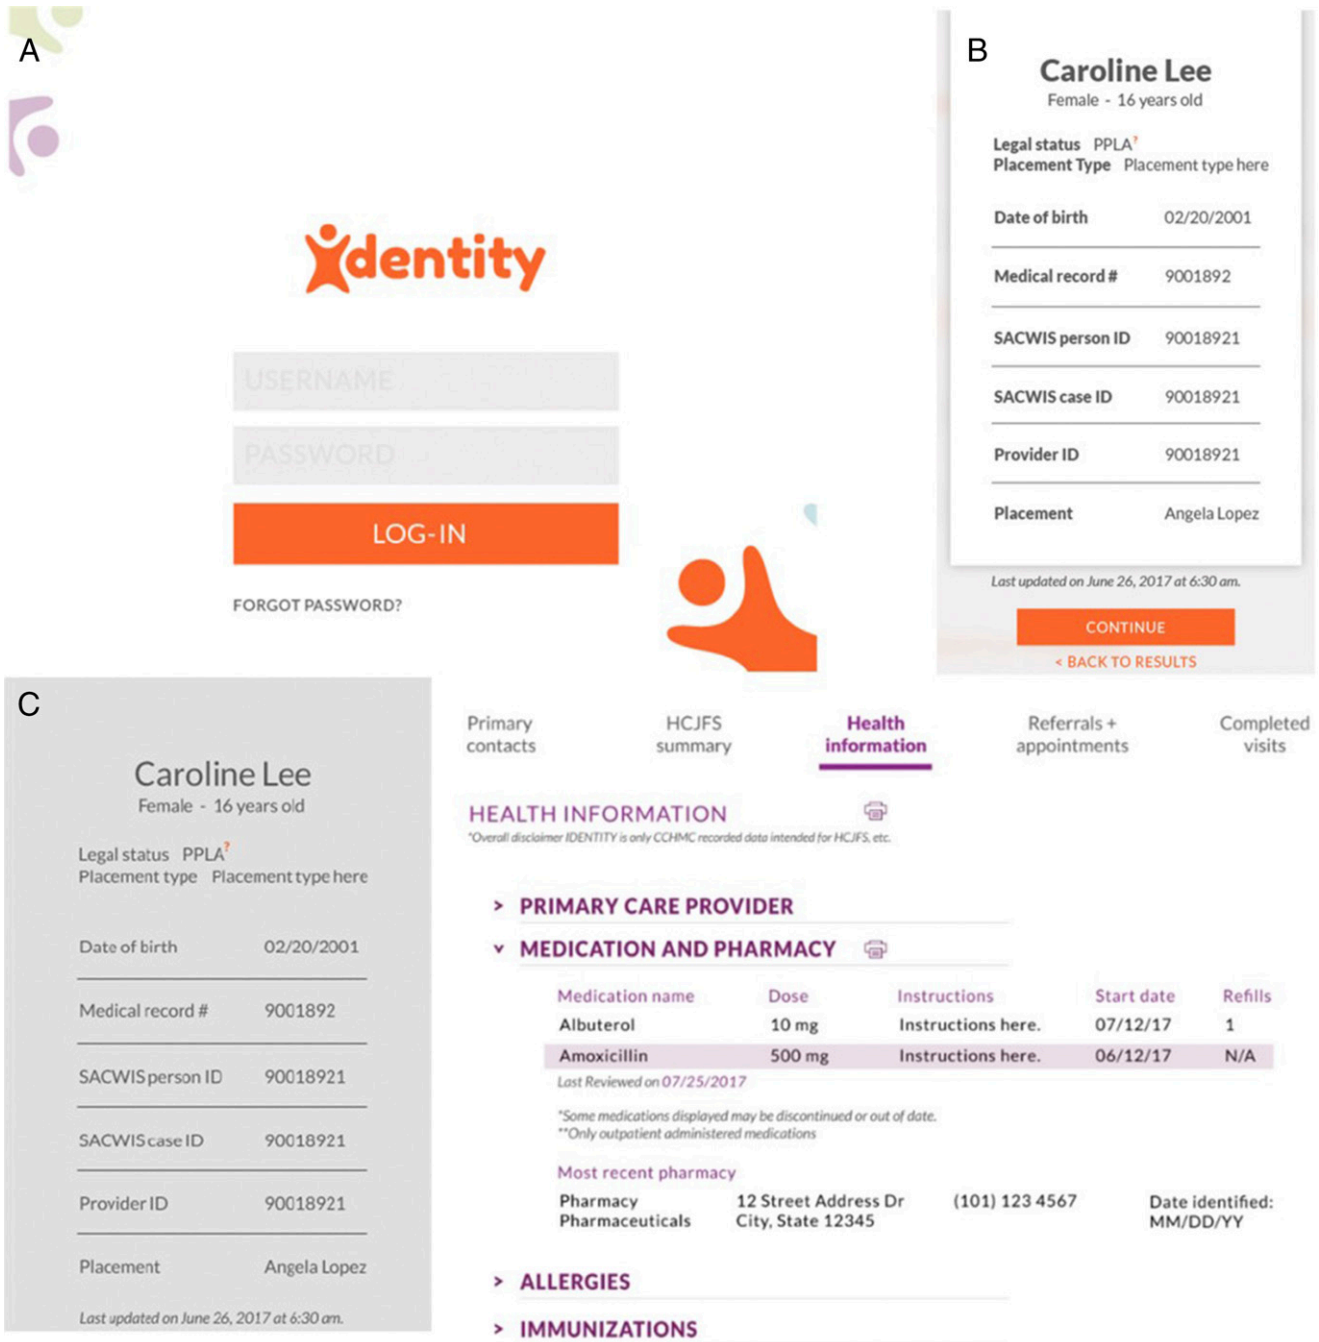 A
identity
USERNAME
PASSWORD
LOG-IN
FORGOT PASSWORD?
B
Caroline Lee
Female - 16 years old
Legal status PPLA?
Placement Type Placement type here
Date of birth 02/20/2001
Medical record # 9001892
SACWIS person ID 90018921
SACWIS case ID 90018921
Provider ID 90018921
Placement Angela Lopez
Last updated on June 26, 2017 at 6:30 am.
CONTINUE
< BACK TO RESULTS
C
Caroline Lee
Female - 16 years old
Legal status PPLA?
Placement type Placement type here
Date of birth 02/20/2001
Medical record # 9001892
SACWIS person ID 90018921
SACWIS case ID 90018921
Provider ID 90018921
Placement Angela Lopez
Last updated on June 26, 2017 at 6:30 am.
Primary contacts
HCJFS summary
Health information
Referrals + appointments
Completed visits
HEALTH INFORMATION
*Overall disclaimer IDENTITY is only CCHMC recorded data intended for HCJFS, etc.
> PRIMARY CARE PROVIDER
˅ MEDICATION AND PHARMACY
Medication name Dose Instructions Start date Refills
Albuterol 10 mg Instructions here. 07/12/17 1
Amoxicillin 500 mg Instructions here. 06/12/17 N/A
Last Reviewed on 07/25/2017
*Some medications displayed may be discontinued or out of date.
**Only outpatient administered medications
Most recent pharmacy
Pharmacy 12 Street Address Dr (101) 123 4567 Date identified:
Pharmaceuticals City, State 12345 MM/DD/YY
> ALLERGIES
> IMMUNIZATIONS